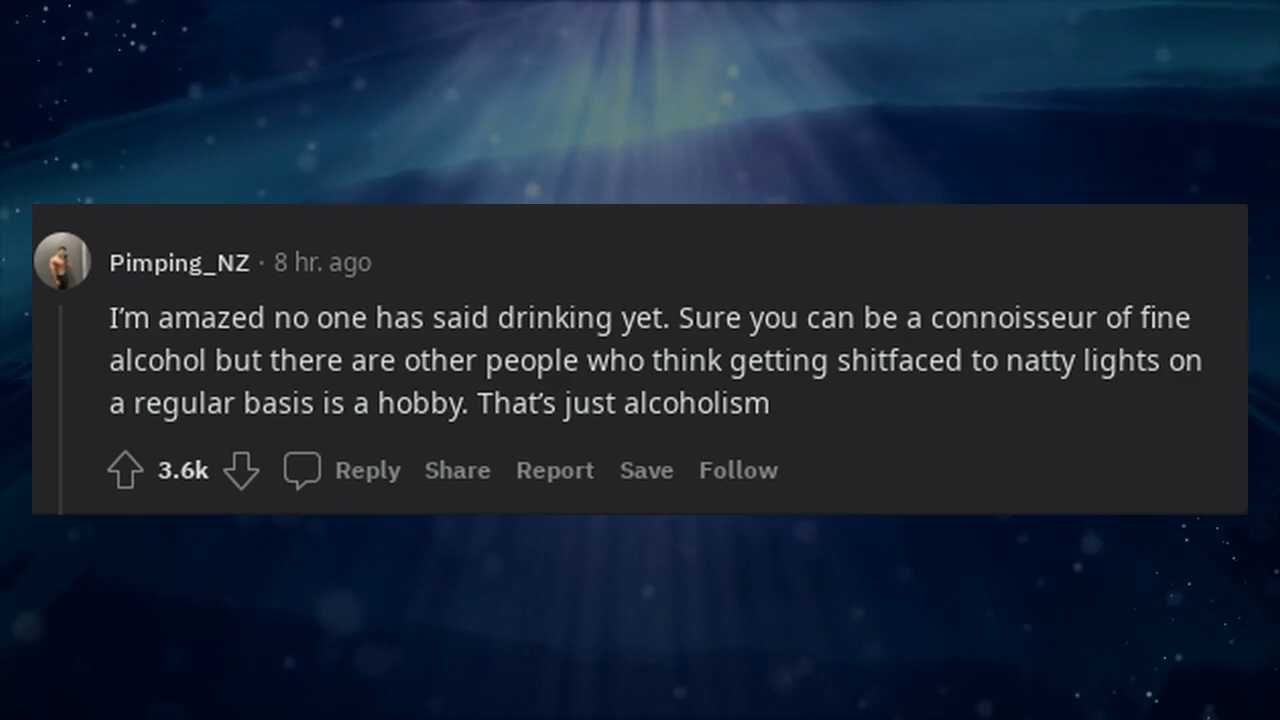 Pimping_NZ · 8 hr. ago
I’m amazed no one has said drinking yet. Sure you can be a connoisseur of fine
alcohol but there are other people who think getting shitfaced to natty lights on
a regular basis is a hobby. That’s just alcoholism
3.6k Reply Share Report Save Follow